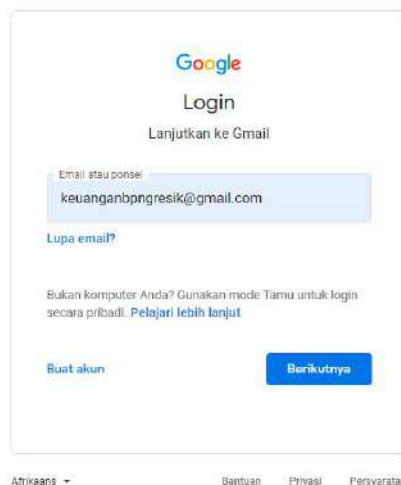 Google
Login
Lanjutkan ke Gmail
Email atau ponsel
keuanganbpngresik@gmail.com
Lupa email?
Bukan komputer Anda? Gunakan mode Tamu untuk login
secara pribadi. Pelajari lebih lanjut
Buat akun
Berikutnya
Afrikaans
Bantuan
Privasi
Persyarata